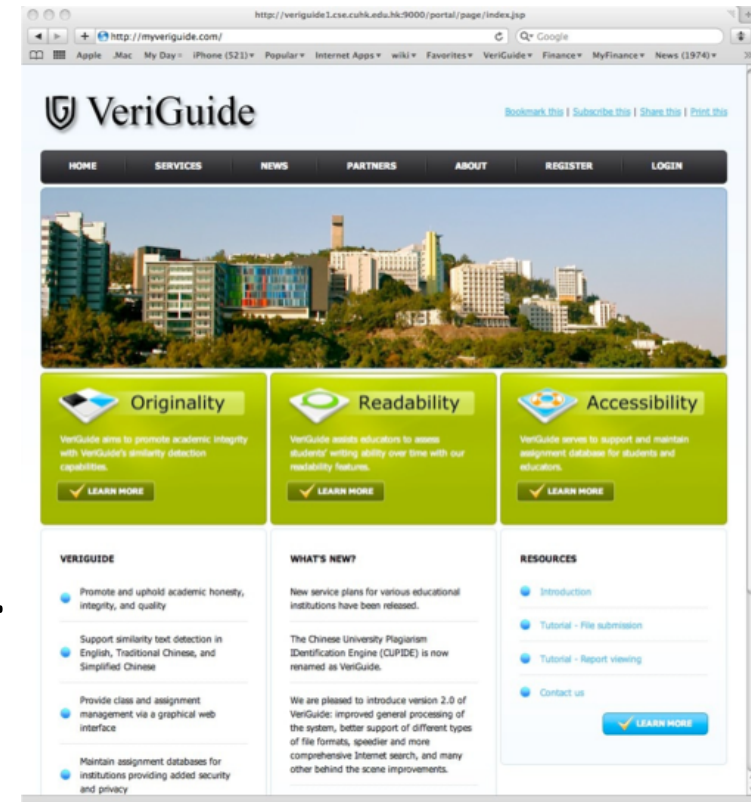 http://veriguide1.cse.cuhk.edu.hk:9000/portal/page/index.jsp
http://myveriguide.com/
Google
Apple .Mac My Day iPhone (521) Popular Internet Apps wiki Favorites VeriGuide Finance MyFinance News (1974)
VeriGuide
Bookmark this | Subscribe this | Share this | Print this
HOME SERVICES NEWS PARTNERS ABOUT REGISTER LOGIN
Originality
VeriGuide aims to promote academic integrity
with VeriGuide's similarity detection
capabilities.
LEARN MORE
Readability
VeriGuide assists educators to assess
students' writing ability over time with our
readability features.
LEARN MORE
Accessibility
VeriGuide serves to support and maintain
assignment database for students and
educators.
LEARN MORE
VERIGUIDE
Promote and uphold academic honesty,
integrity, and quality
Support similarity text detection in
English, Traditional Chinese, and
Simplified Chinese
Provide class and assignment
management via a graphical web
interface
Maintain assignment databases for
institutions providing added security
and privacy
WHAT'S NEW?
New service plans for various educational
institutions have been released.
The Chinese University Plagiarism
IDentification Engine (CUPIDE) is now
renamed as VeriGuide.
We are pleased to introduce version 2.0 of
VeriGuide: improved general processing of
the system, better support of different types
of file formats, speedier and more
comprehensive Internet search, and many
other behind the scene improvements.
RESOURCES
Introduction
Tutorial - File submission
Tutorial - Report viewing
Contact us
LEARN MORE